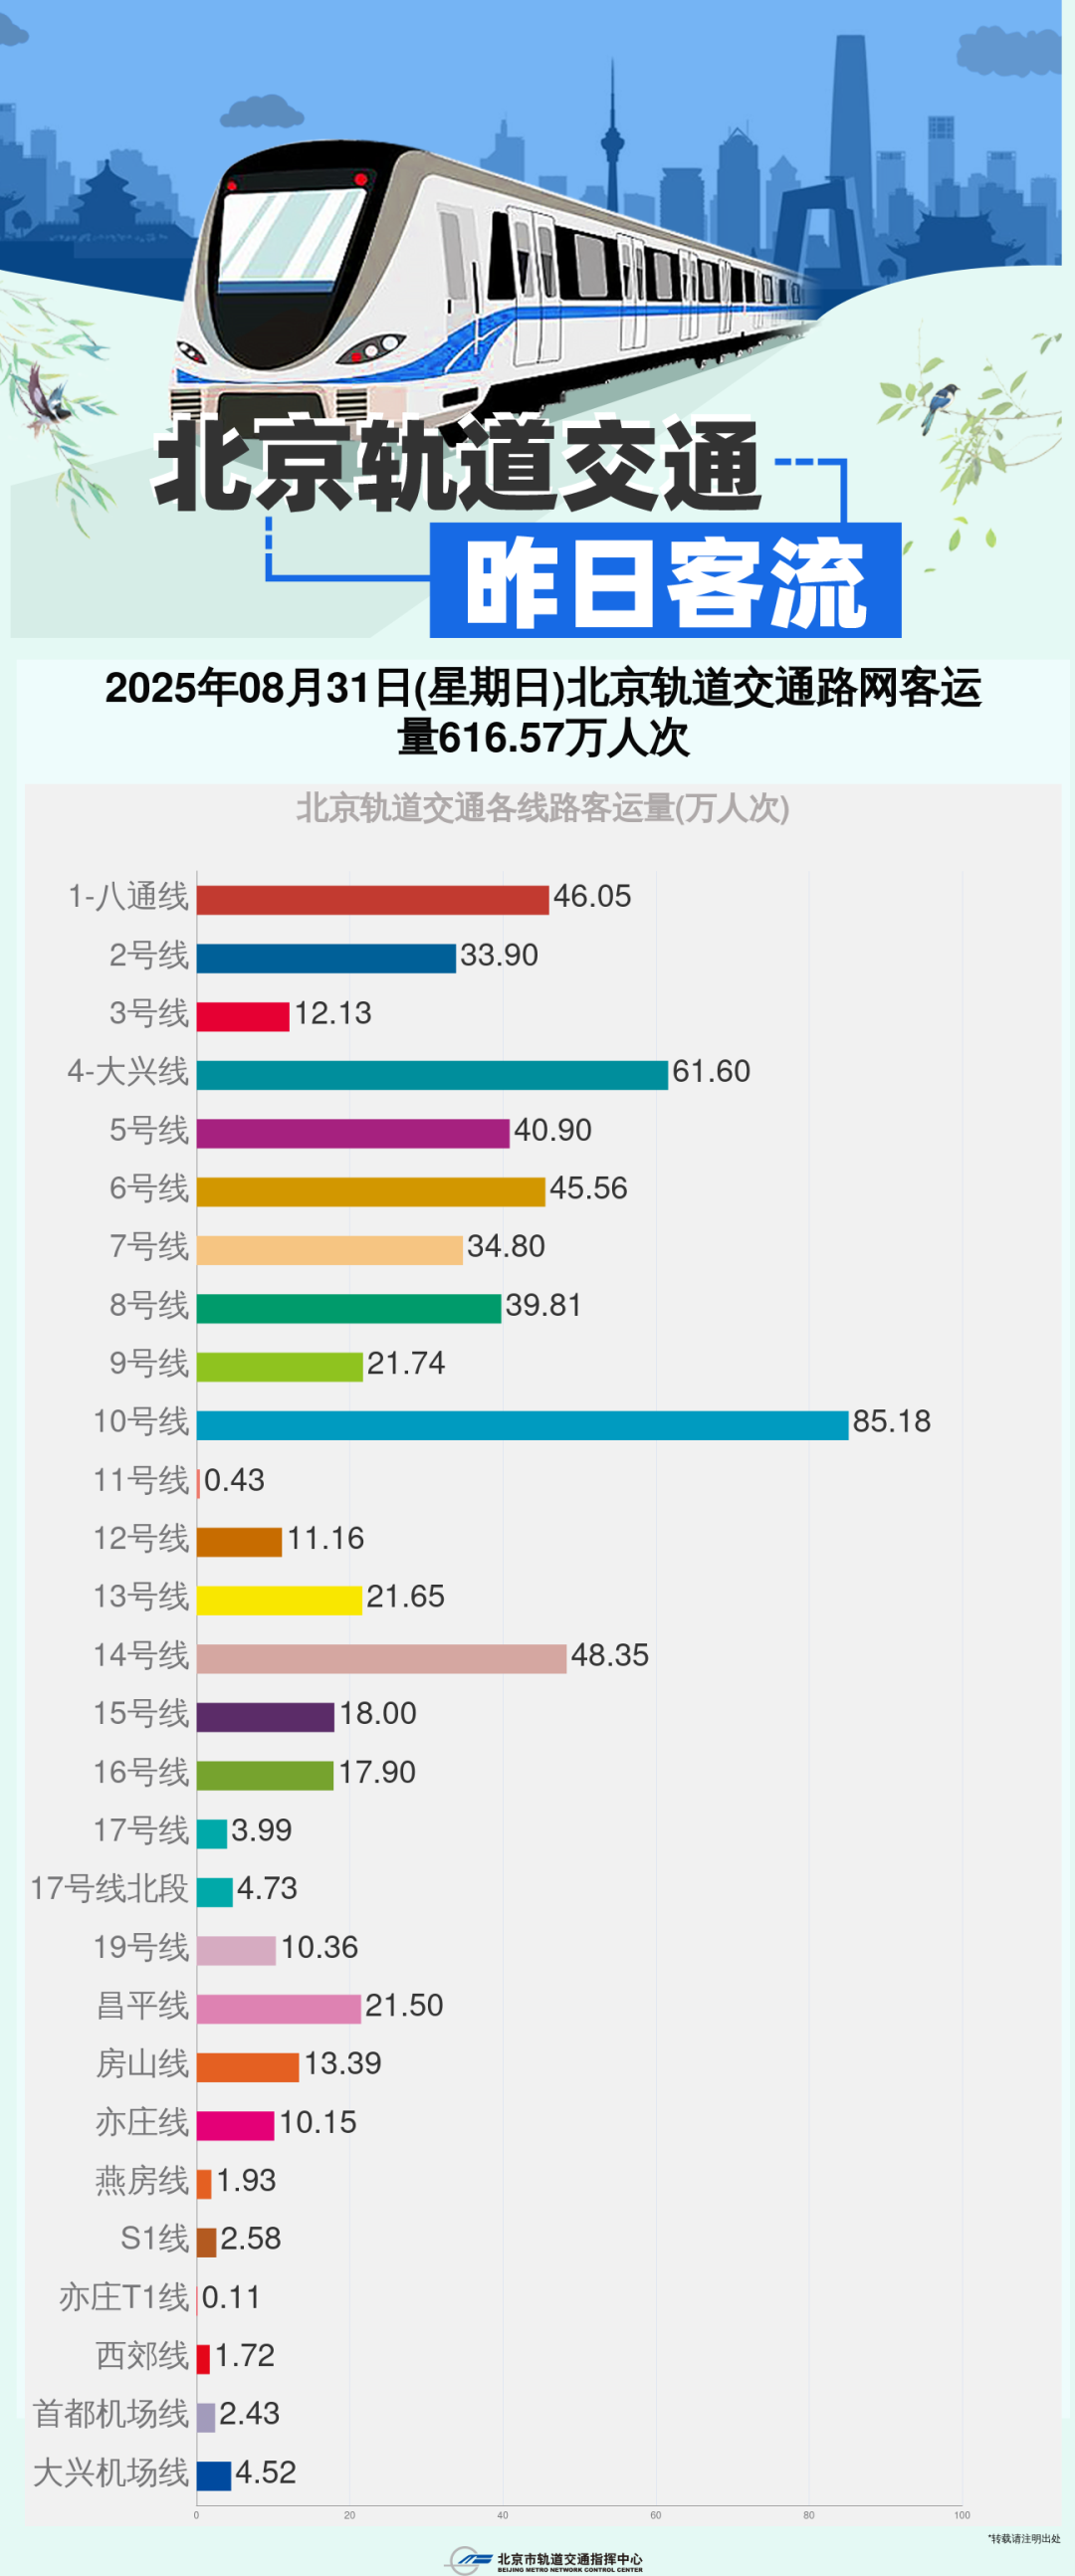 北京轨道交通
昨日客流
2025年08月31日(星期日)北京轨道交通路网客运
量616.57万人次
北京轨道交通各线路客运量(万人次)
1-八通线 46.05
2号线 33.90
3号线 12.13
4-大兴线 61.60
5号线 40.90
6号线 45.56
7号线 34.80
8号线 39.81
9号线 21.74
10号线 85.18
11号线 0.43
12号线 11.16
13号线 21.65
14号线 48.35
15号线 18.00
16号线 17.90
17号线 3.99
17号线北段 4.73
19号线 10.36
昌平线 21.50
房山线 13.39
亦庄线 10.15
燕房线 1.93
S1线 2.58
亦庄T1线 0.11
西郊线 1.72
首都机场线 2.43
大兴机场线 4.52
0 20 40 60 80 100
*转载请注明出处
北京市轨道交通指挥中心
BEIJING METRO NETWORK CONTROL CENTER